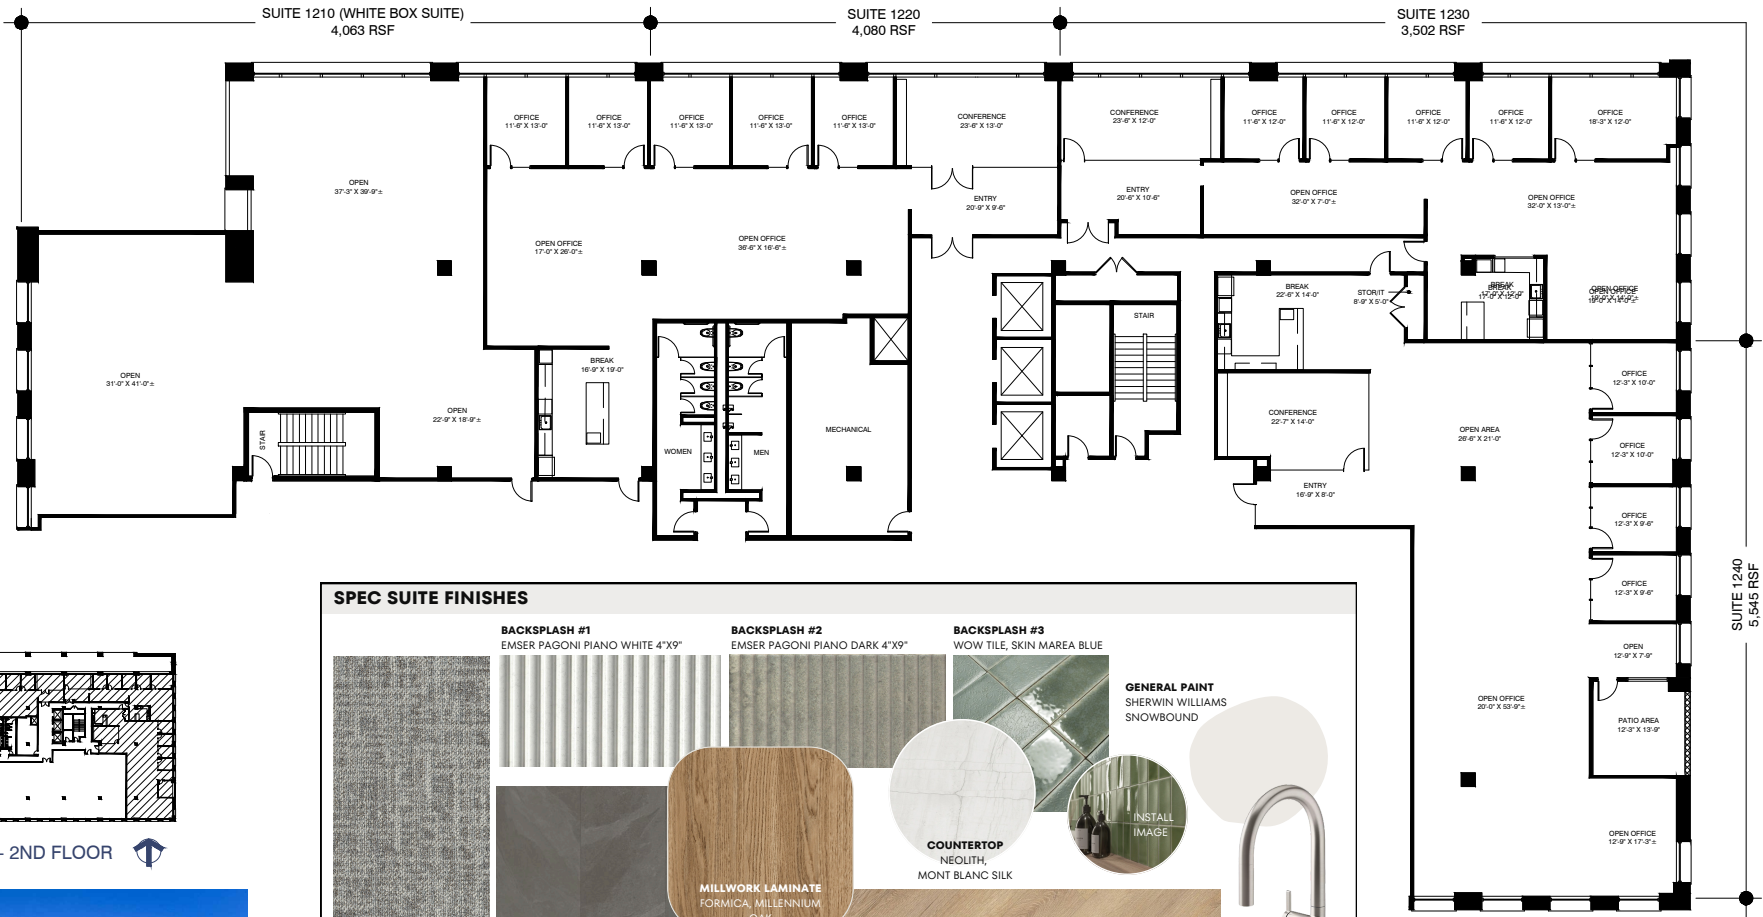 SUITE 1210 (WHITE BOX SUITE)
4,063 RSF
SUITE 1220
4,080 RSF
SUITE 1230
3,502 RSF
OFFICE
11'-6" X 13'-0"
OFFICE
11'-6" X 13'-0"
OFFICE
11'-6" X 13'-0"
OFFICE
11'-6" X 13'-0"
OFFICE
11'-6" X 13'-0"
CONFERENCE
23'-6" X 13'-0"
CONFERENCE
23'-6" X 12'-0"
OFFICE
11'-6" X 12'-0"
OFFICE
11'-6" X 12'-0"
OFFICE
11'-6" X 12'-0"
OFFICE
11'-6" X 12'-0"
OFFICE
18'-3" X 12'-0"
OPEN
37'-3" X 39'-9"±
ENTRY
20'-9" X 9'-6"
ENTRY
20'-6" X 10'-6"
OPEN OFFICE
32'-0" X 7'-0"±
OPEN OFFICE
32'-0" X 13'-0"±
OPEN OFFICE
17'-0" X 26'-0"±
OPEN OFFICE
36'-6" X 16'-6"±
BREAK
22'-6" X 14'-0"
STOR/IT
8'-9" X 5'-0"
BREAK
17'-0" X 12'-0"
OPEN OFFICE
19'-0" X 14'-0"±
STAIR
OPEN
31'-0" X 41'-0"±
BREAK
16'-9" X 19'-0"
OFFICE
12'-3" X 10'-0"
OPEN
22'-9" X 18'-9"±
STAIR
WOMEN
MEN
MECHANICAL
CONFERENCE
22'-7" X 14'-0"
OPEN AREA
26'-6" X 21'-0"
OFFICE
12'-3" X 10'-0"
ENTRY
16'-9" X 8'-0"
OFFICE
12'-3" X 9'-6"
OFFICE
12'-3" X 9'-6"
SUITE 1240
5,545 RSF
OPEN
12'-9" X 7'-9"
OPEN OFFICE
20'-0" X 53'-9"±
PATIO AREA
12'-3" X 13'-9"
OPEN OFFICE
12'-9" X 17'-3"±
SPEC SUITE FINISHES
BACKSPLASH #1
EMSER PAGONI PIANO WHITE 4"X9"
BACKSPLASH #2
EMSER PAGONI PIANO DARK 4"X9"
BACKSPLASH #3
WOW TILE, SKIN MAREA BLUE
GENERAL PAINT
SHERWIN WILLIAMS
SNOWBOUND
INSTALL
IMAGE
COUNTERTOP
NEOLITH,
MONT BLANC SILK
MILLWORK LAMINATE
FORMICA, MILLENNIUM
OAK
- 2ND FLOOR